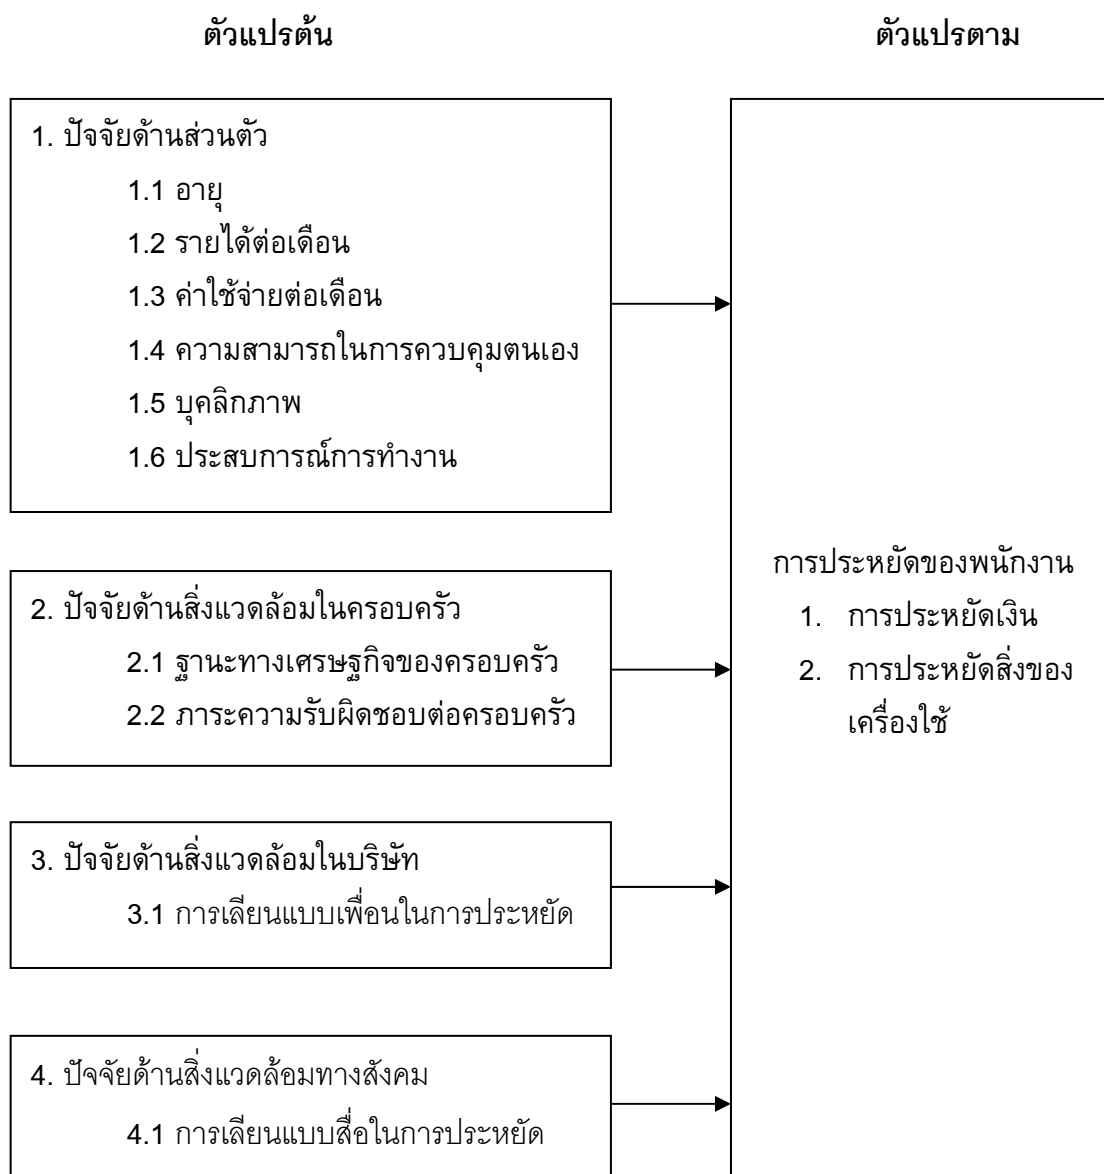 ตัวแปรต้น
ตัวแปรตาม
1. ปัจจัยด้านส่วนตัว
1.1 อายุ
1.2 รายได้ต่อเดือน
1.3 ค่าใช้จ่ายต่อเดือน
1.4 ความสามารถในการควบคุมตนเอง
1.5 บุคลิกภาพ
1.6 ประสบการณ์การทำงาน
2. ปัจจัยด้านสิ่งแวดล้อมในครอบครัว
2.1 ฐานะทางเศรษฐกิจของครอบครัว
2.2 ภาระความรับผิดชอบต่อครอบครัว
3. ปัจจัยด้านสิ่งแวดล้อมในบริษัท
3.1 การเลียนแบบเพื่อนในการประหยัด
4. ปัจจัยด้านสิ่งแวดล้อมทางสังคม
4.1 การเลียนแบบสื่อในการประหยัด
การประหยัดของพนักงาน
1. การประหยัดเงิน
2. การประหยัดสิ่งของ
เครื่องใช้